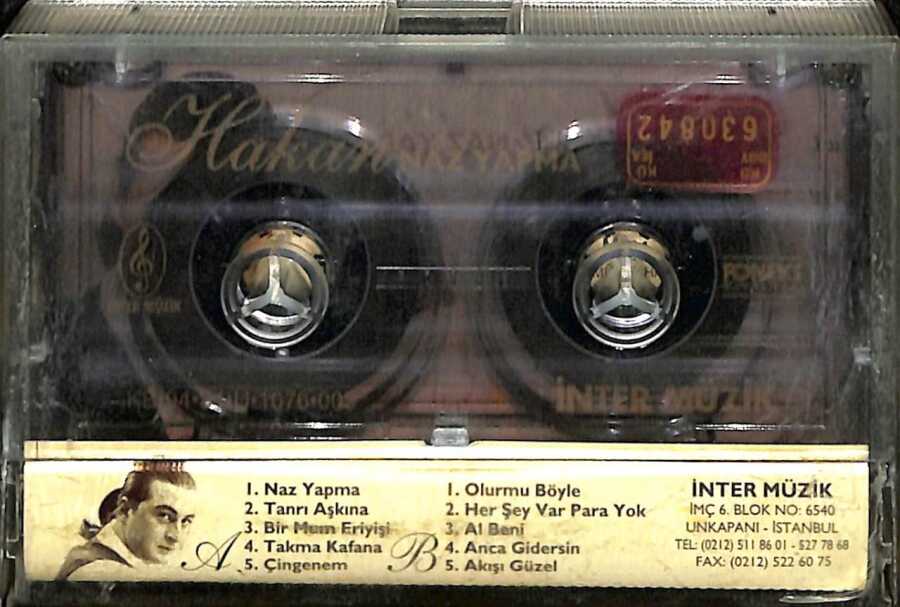 Hakan
NAZ YAPMA
630842
İNTER MÜZİK
A
1. Naz Yapma
2. Tanrı Aşkına
3. Bir Mum Eriyişi
4. Takma Kafana
5. Çingenem
B
1. Olurmu Böyle
2. Her Şey Var Para Yok
3. Al Beni
4. Anca Gidersin
5. Akışı Güzel
İNTER MÜZİK
İMÇ 6. BLOK NO: 6540
UNKAPANI - İSTANBUL
TEL: (0212) 511 86 01 - 527 78 68
FAX: (0212) 522 60 75